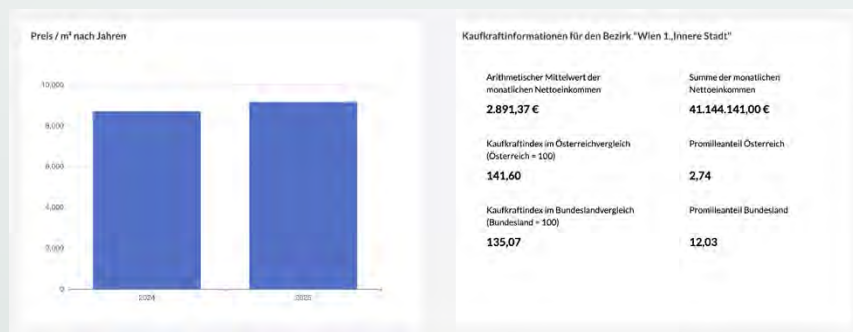 Preis / m² nach Jahren
10,000
8,000
6,000
4,000
2,000
0
2024
2025
Kaufkraftinformationen für den Bezirk "Wien 1.,Innere Stadt"
Arithmetischer Mittelwert der
monatlichen Nettoeinkommen
2.891,37 €
Summe der monatlichen
Nettoeinkommen
41.144.141,00 €
Kaufkraftindex im Österreichvergleich
(Österreich = 100)
141,60
Promilleanteil Österreich
2,74
Kaufkraftindex im Bundeslandvergleich
(Bundesland = 100)
135,07
Promilleanteil Bundesland
12,03